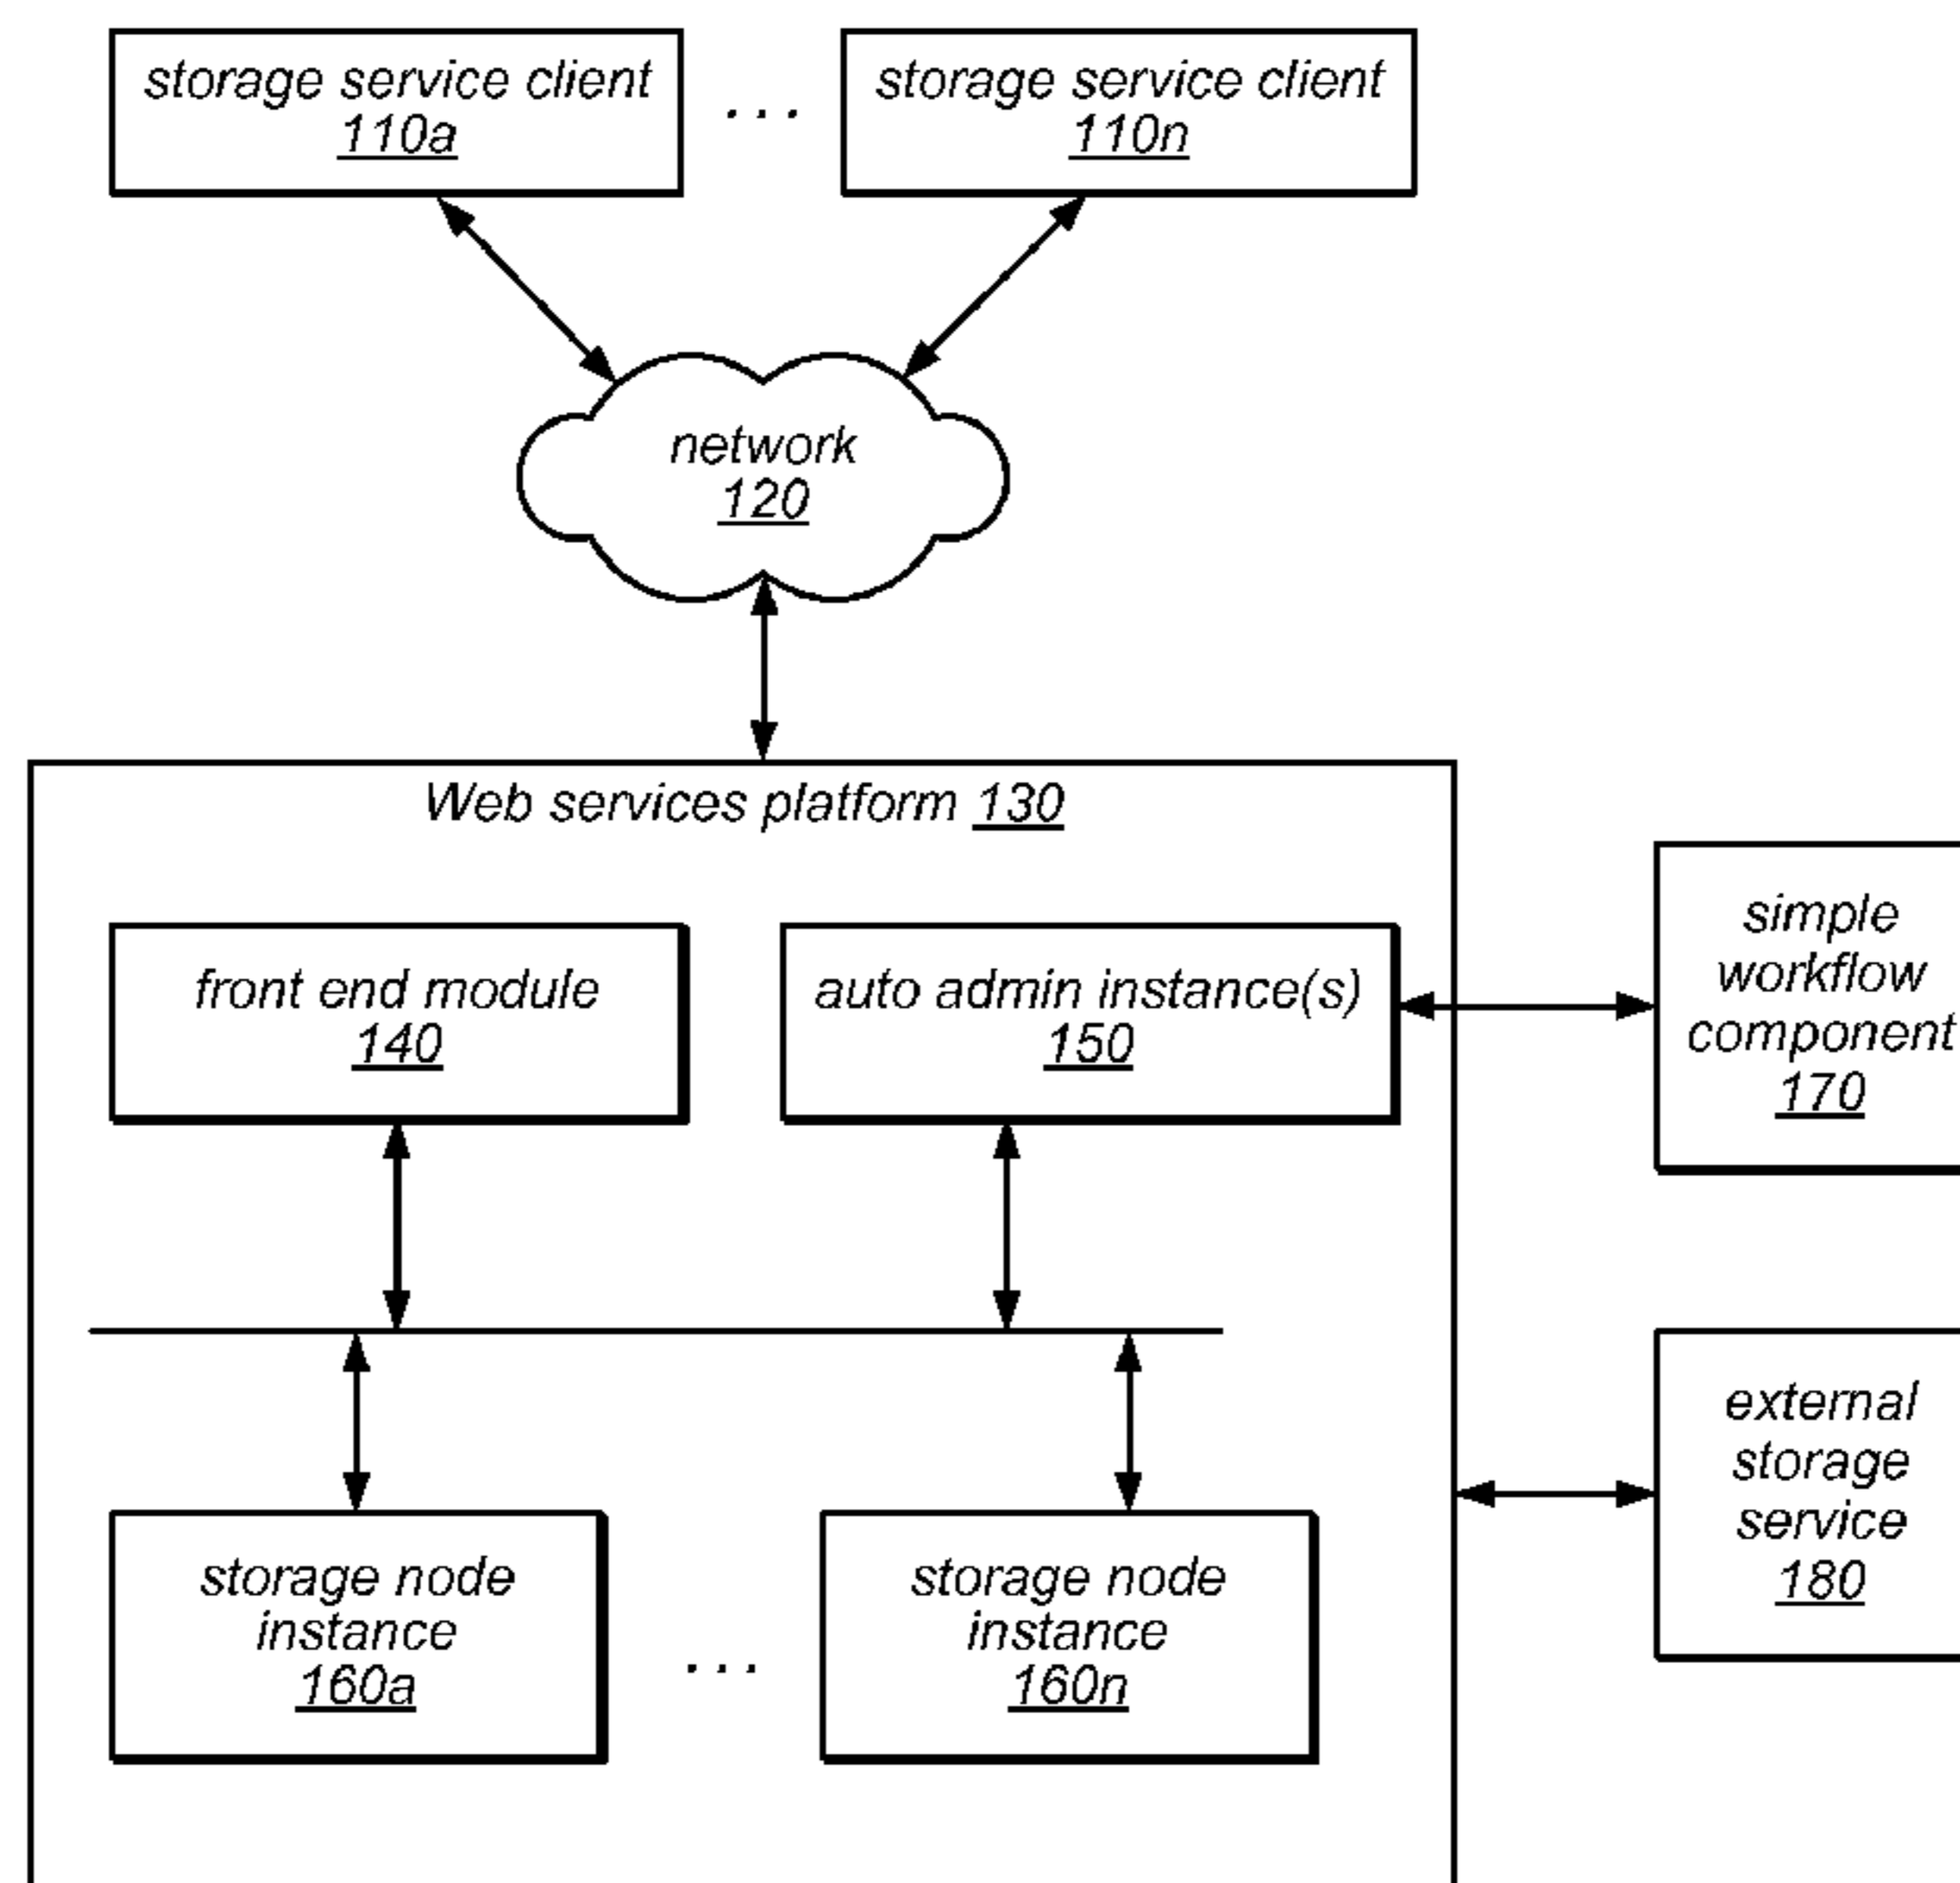 storage service client
110a
...
storage service client
110n
network
120
Web services platform 130
front end module
140
auto admin instance(s)
150
simple
workflow
component
170
external
storage
service
180
storage node
instance
160a
...
storage node
instance
160n